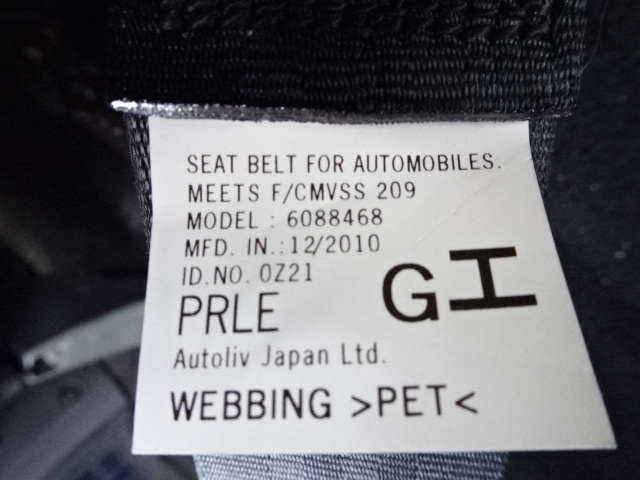 SEAT BELT FOR AUTOMOBILES.
MEETS F/CMVSS 209
MODEL : 6088468
MFD. IN.:12/2010
ID.NO. 0Z21
PRLE
GH
Autoliv Japan Ltd.
WEBBING >PET<